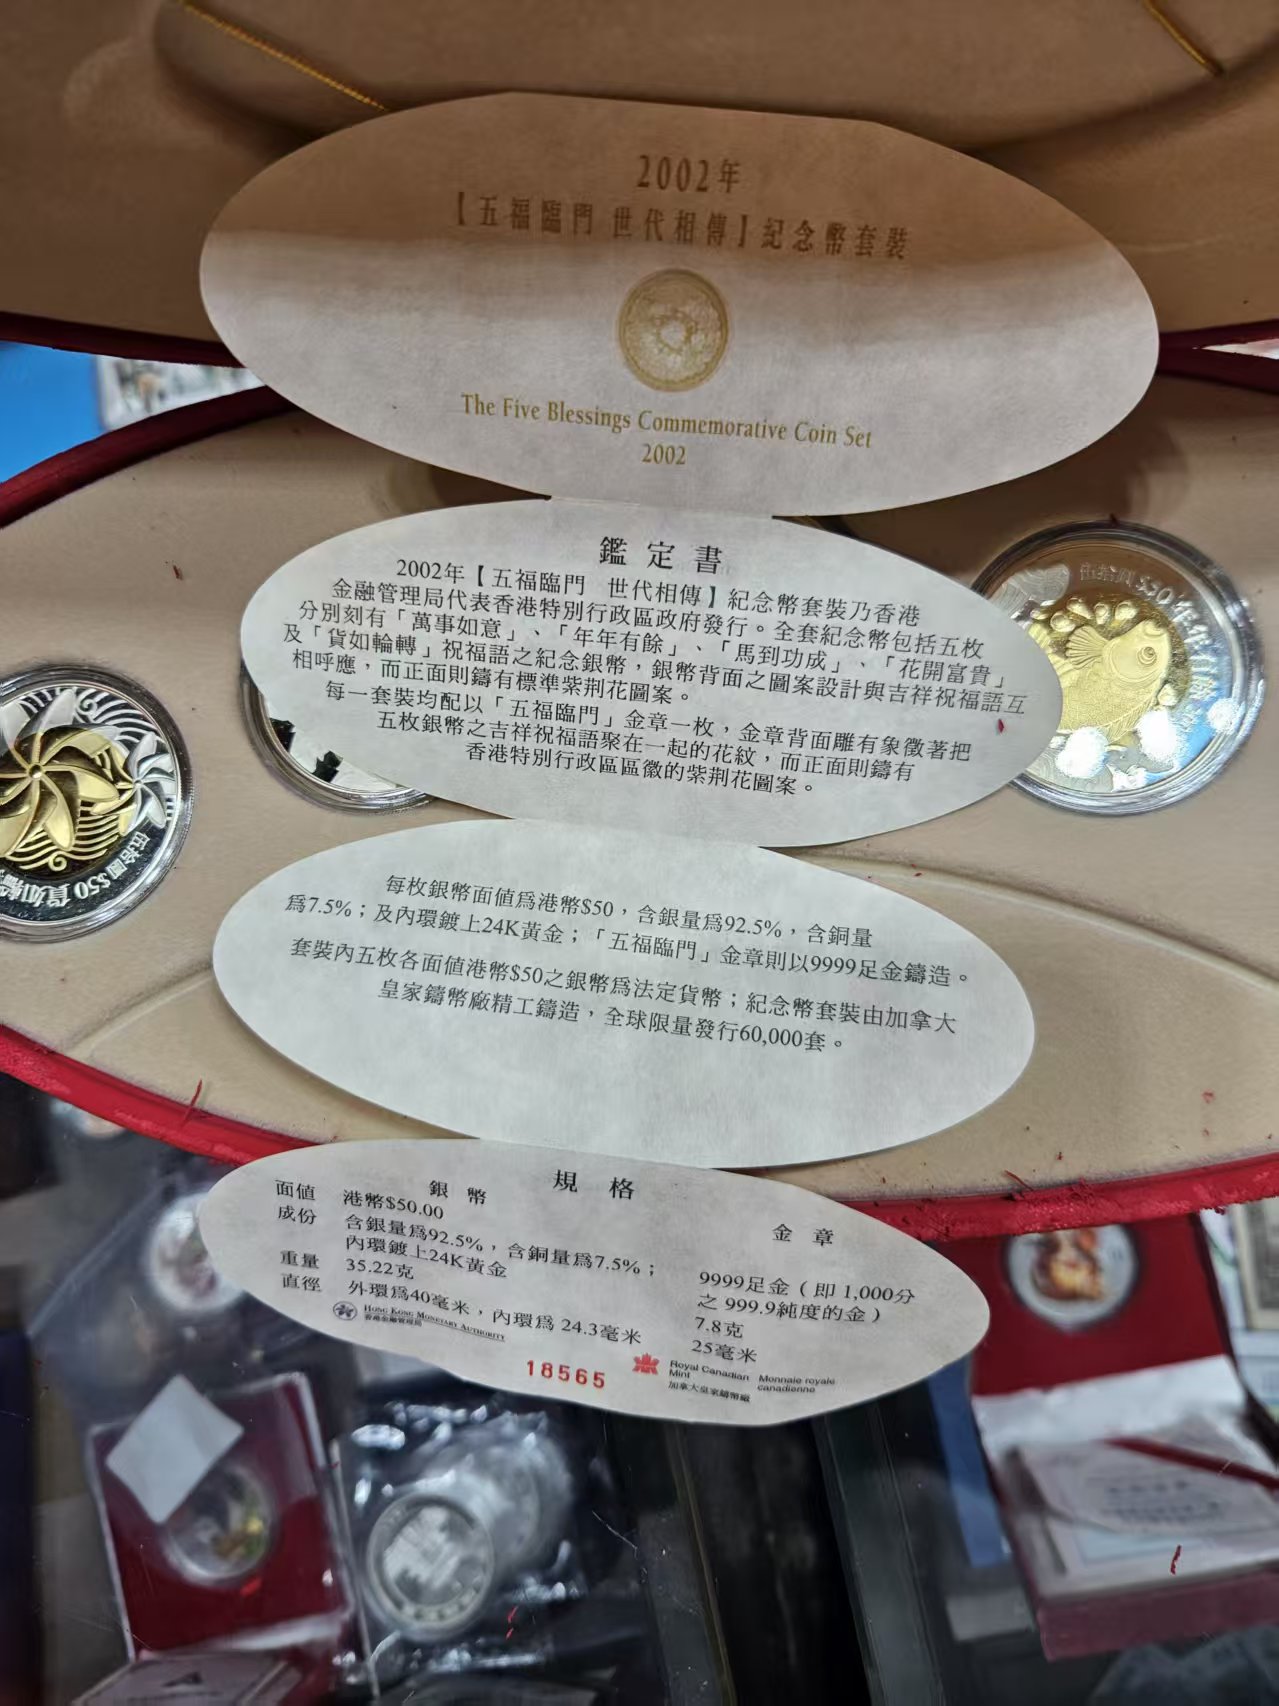 2002年
【五福臨門 世代相傳】紀念幣套裝
The Five Blessings Commemorative Coin Set
2002
鑑定書
2002年【五福臨門 世代相傳】紀念幣套裝乃香港
金融管理局代表香港特別行政區政府發行。全套紀念幣包括五枚
分別刻有「萬事如意」、「年年有餘」、「馬到功成」、「花開富貴」
及「貨如輪轉」祝福語之紀念銀幣，銀幣背面之圖案設計與吉祥祝福語互
相呼應，而正面則鑄有標準紫荆花圖案。
每一套裝均配以「五福臨門」金章一枚，金章背面雕有象徵著把
五枚銀幣之吉祥祝福語聚在一起的花紋，而正面則鑄有
香港特別行政區區徽的紫荆花圖案。
伍拾圓 $50 年年有餘
伍拾圓 $50 貨如輪
每枚銀幣面值爲港幣$50，含銀量爲92.5%，含銅量
爲7.5%；及內環鍍上24K黃金；「五福臨門」金章則以9999足金鑄造。
套裝內五枚各面值港幣$50之銀幣爲法定貨幣；紀念幣套裝由加拿大
皇家鑄幣廠精工鑄造，全球限量發行60,000套。
規格
銀幣
面值 港幣$50.00
成份 含銀量爲92.5%，含銅量爲7.5%；
內環鍍上24K黃金
重量 35.22克
直徑 外環爲40毫米，內環爲 24.3毫米
金章
9999足金（即 1,000分
之 999.9純度的金）
7.8克
25毫米
HONG KONG MONETARY AUTHORITY
香港金融管理局
18565
Royal Canadian Mint
Monnaie royale canadienne
加拿大皇家鑄幣廠